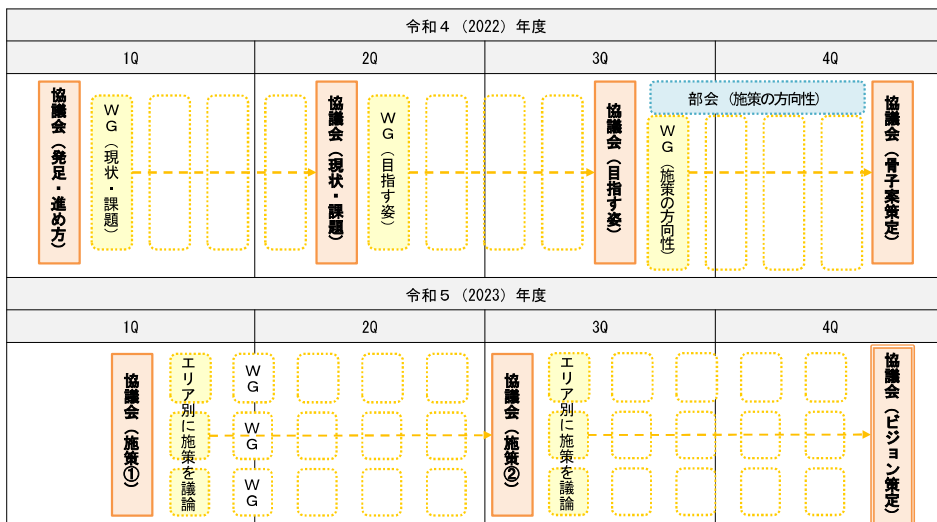 令和４（2022）年度
1Q
2Q
3Q
4Q
協議会（発足・進め方）
ＷＧ（現状・課題）
協議会（現状・課題）
ＷＧ（目指す姿）
協議会（目指す姿）
部会（施策の方向性）
ＷＧ（施策の方向性）
協議会（骨子案策定）
令和５（2023）年度
1Q
2Q
3Q
4Q
協議会（施策①）
エリア別に施策を議論
ＷＧ
ＷＧ
ＷＧ
協議会（施策②）
エリア別に施策を議論
協議会（ビジョン策定）